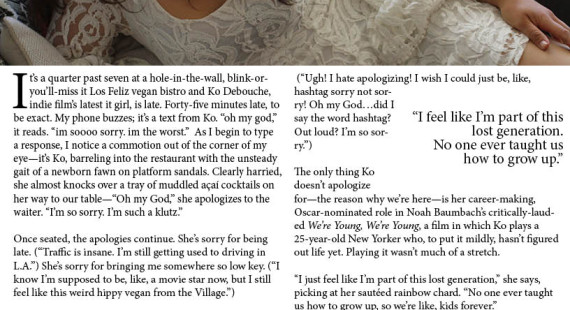 It's a quarter past seven at a hole-in-the-wall, blink-or-
you'll-miss it Los Feliz vegan bistro and Ko Debouche,
indie film's latest it girl, is late. Forty-five minutes late, to
be exact. My phone buzzes; it's a text from Ko. “oh my god,”
it reads. “im soooo sorry. im the worst.”  As I begin to type
a response, I notice a commotion out of the corner of my
eye—it's Ko, barreling into the restaurant with the unsteady
gait of a newborn fawn on platform sandals. Clearly harried,
she almost knocks over a tray of muddled açaí cocktails on
her way to our table—“Oh my God,” she apologizes to the
waiter. “I'm so sorry. I'm such a klutz.”
Once seated, the apologies continue. She's sorry for being
late. (“Traffic is insane. I'm still getting used to driving in
L.A.”) She's sorry for bringing me somewhere so low key. (“I
know I'm supposed to be, like, a movie star now, but I still
feel like this weird hippy vegan from the Village.”)
(“Ugh! I hate apologizing! I wish I could just be, like,
hashtag sorry not sor-
ry! Oh my God…did I
say the word hashtag?
Out loud? I'm so sor-
ry.”)
“I feel like I'm part of this
lost generation.
No one ever taught us
how to grow up.”
The only thing Ko
doesn't apologize
for—the reason why we're here—is her career-making,
Oscar-nominated role in Noah Baumbach's critically-laud-
ed We're Young, We're Young, a film in which Ko plays a
25-year-old New Yorker who, to put it mildly, hasn't figured
out life yet. Playing it wasn't much of a stretch.
“I just feel like I'm part of this lost generation,” she says,
picking at her sautéed rainbow chard. “No one ever taught
us how to grow up, so we're like, kids forever.”